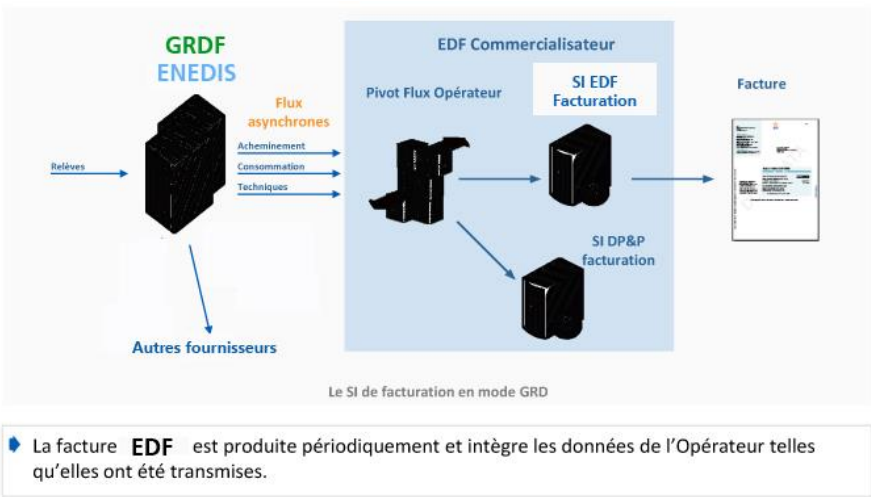 GRDF
ENEDIS
EDF Commercialisateur
Pivot Flux Opérateur
SI EDF
Facturation
Facture
Flux
asynchrones
Acheminement
Relèves
Consommation
Techniques
SI DP&P
facturation
Autres fournisseurs
Le SI de facturation en mode GRD
La facture EDF est produite périodiquement et intègre les données de l'Opérateur telles
qu'elles ont été transmises.